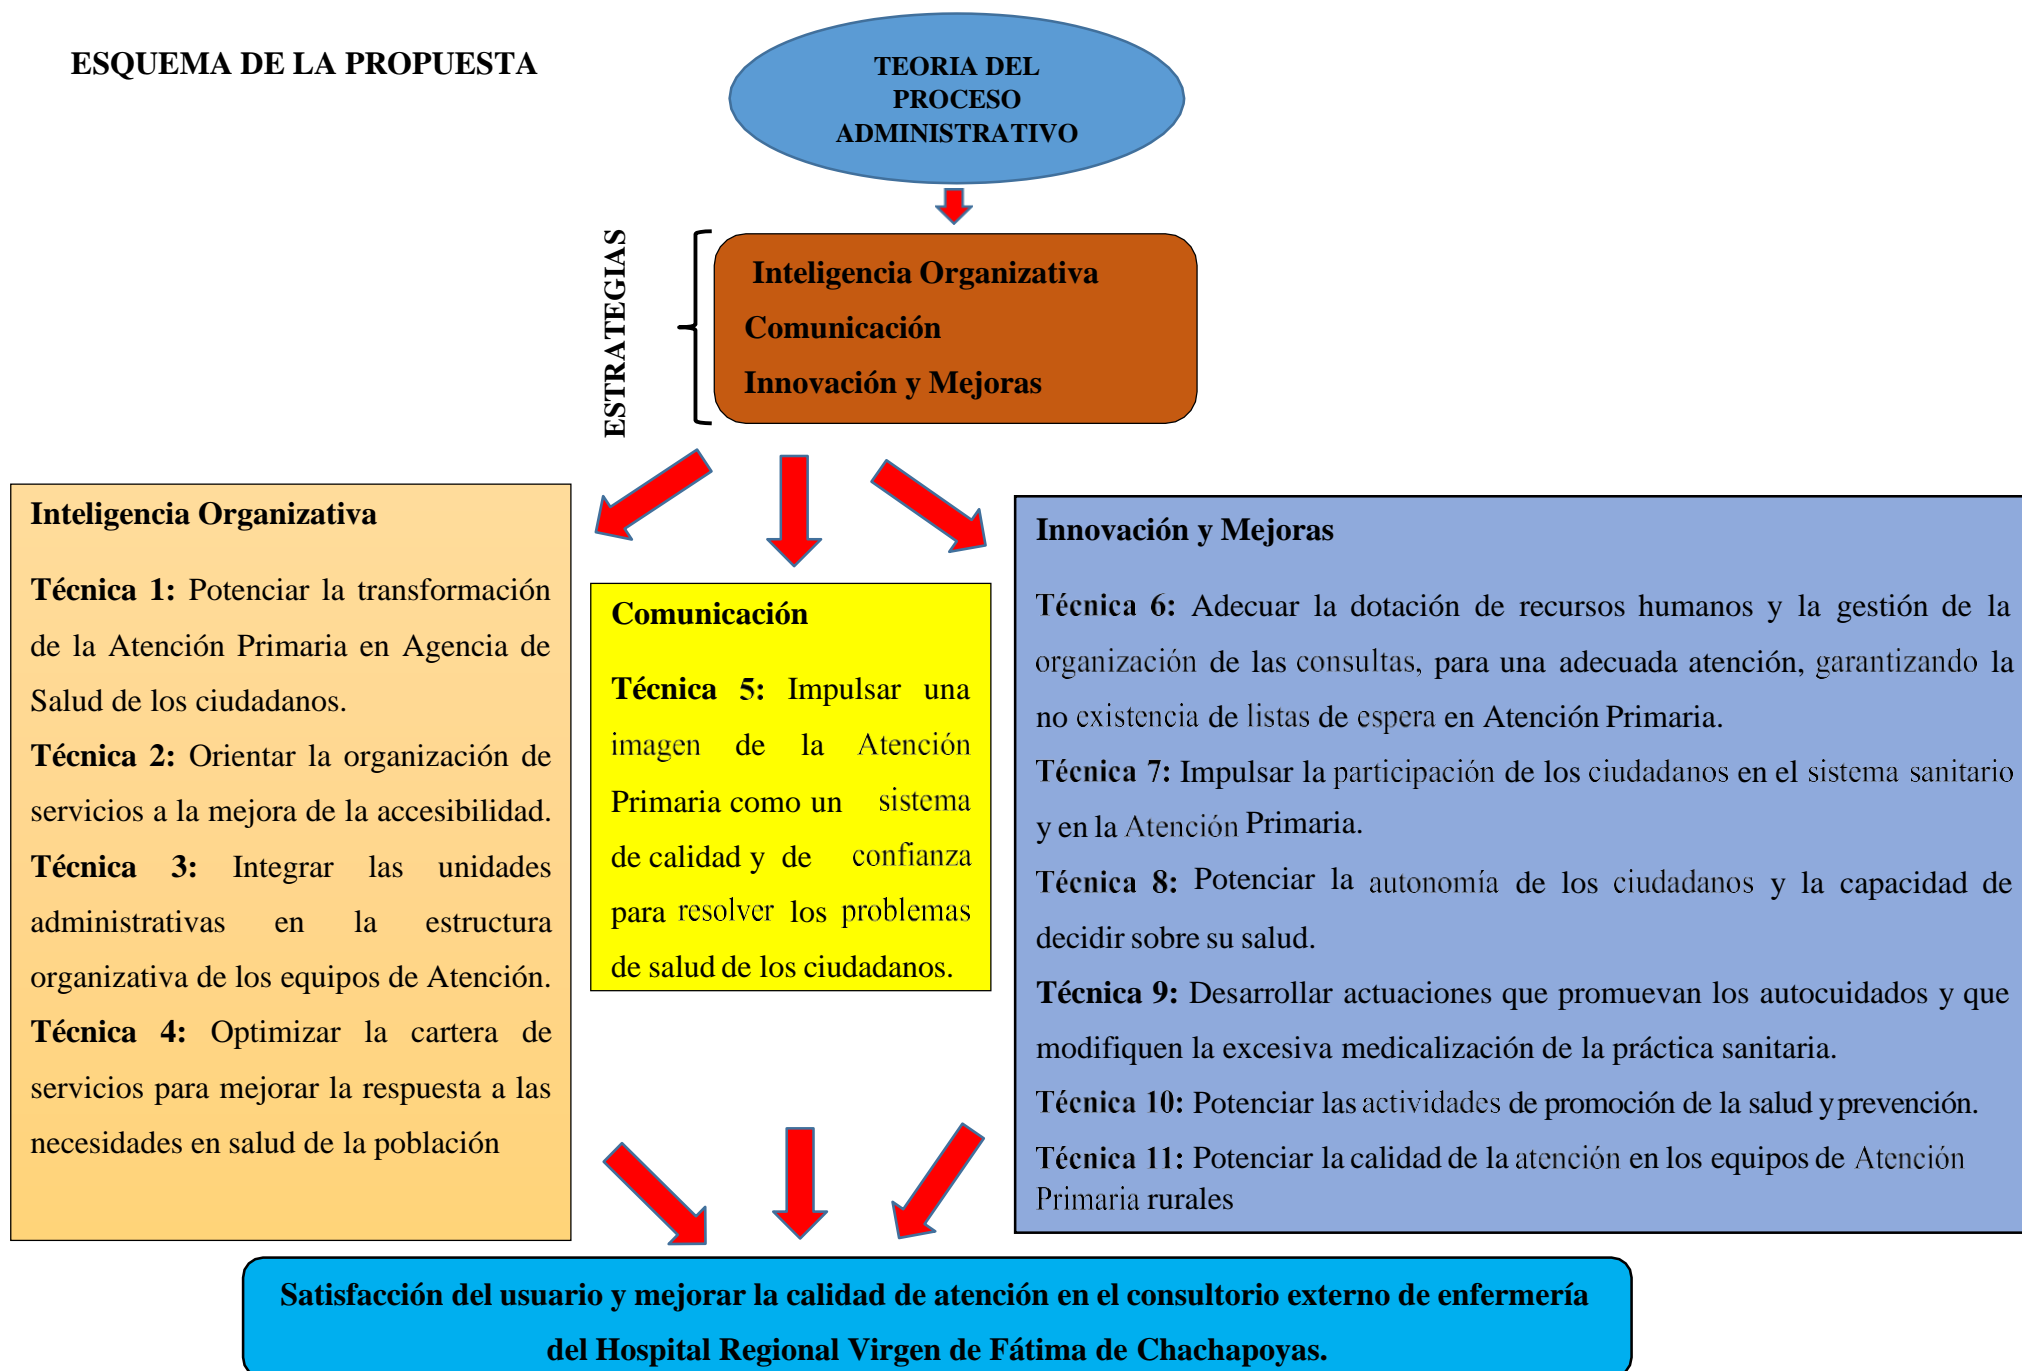 ESQUEMA DE LA PROPUESTA
TEORIA DEL
PROCESO
ADMINISTRATIVO
ESTRATEGIAS
Inteligencia Organizativa
Comunicación
Innovación y Mejoras
Inteligencia Organizativa
Técnica 1: Potenciar la transformación
de la Atención Primaria en Agencia de
Salud de los ciudadanos.
Técnica 2: Orientar la organización de
servicios a la mejora de la accesibilidad.
Técnica 3: Integrar las unidades
administrativas en la estructura
organizativa de los equipos de Atención.
Técnica 4: Optimizar la cartera de
servicios para mejorar la respuesta a las
necesidades en salud de la población
Comunicación
Técnica 5: Impulsar una
imagen de la Atención
Primaria como un sistema
de calidad y de confianza
para resolver los problemas
de salud de los ciudadanos.
Innovación y Mejoras
Técnica 6: Adecuar la dotación de recursos humanos y la gestión de la
organización de las consultas, para una adecuada atención, garantizando la
no existencia de listas de espera en Atención Primaria.
Técnica 7: Impulsar la participación de los ciudadanos en el sistema sanitario
y en la Atención Primaria.
Técnica 8: Potenciar la autonomía de los ciudadanos y la capacidad de
decidir sobre su salud.
Técnica 9: Desarrollar actuaciones que promuevan los autocuidados y que
modifiquen la excesiva medicalización de la práctica sanitaria.
Técnica 10: Potenciar las actividades de promoción de la salud y prevención.
Técnica 11: Potenciar la calidad de la atención en los equipos de Atención
Primaria rurales
Satisfacción del usuario y mejorar la calidad de atención en el consultorio externo de enfermería
del Hospital Regional Virgen de Fátima de Chachapoyas.